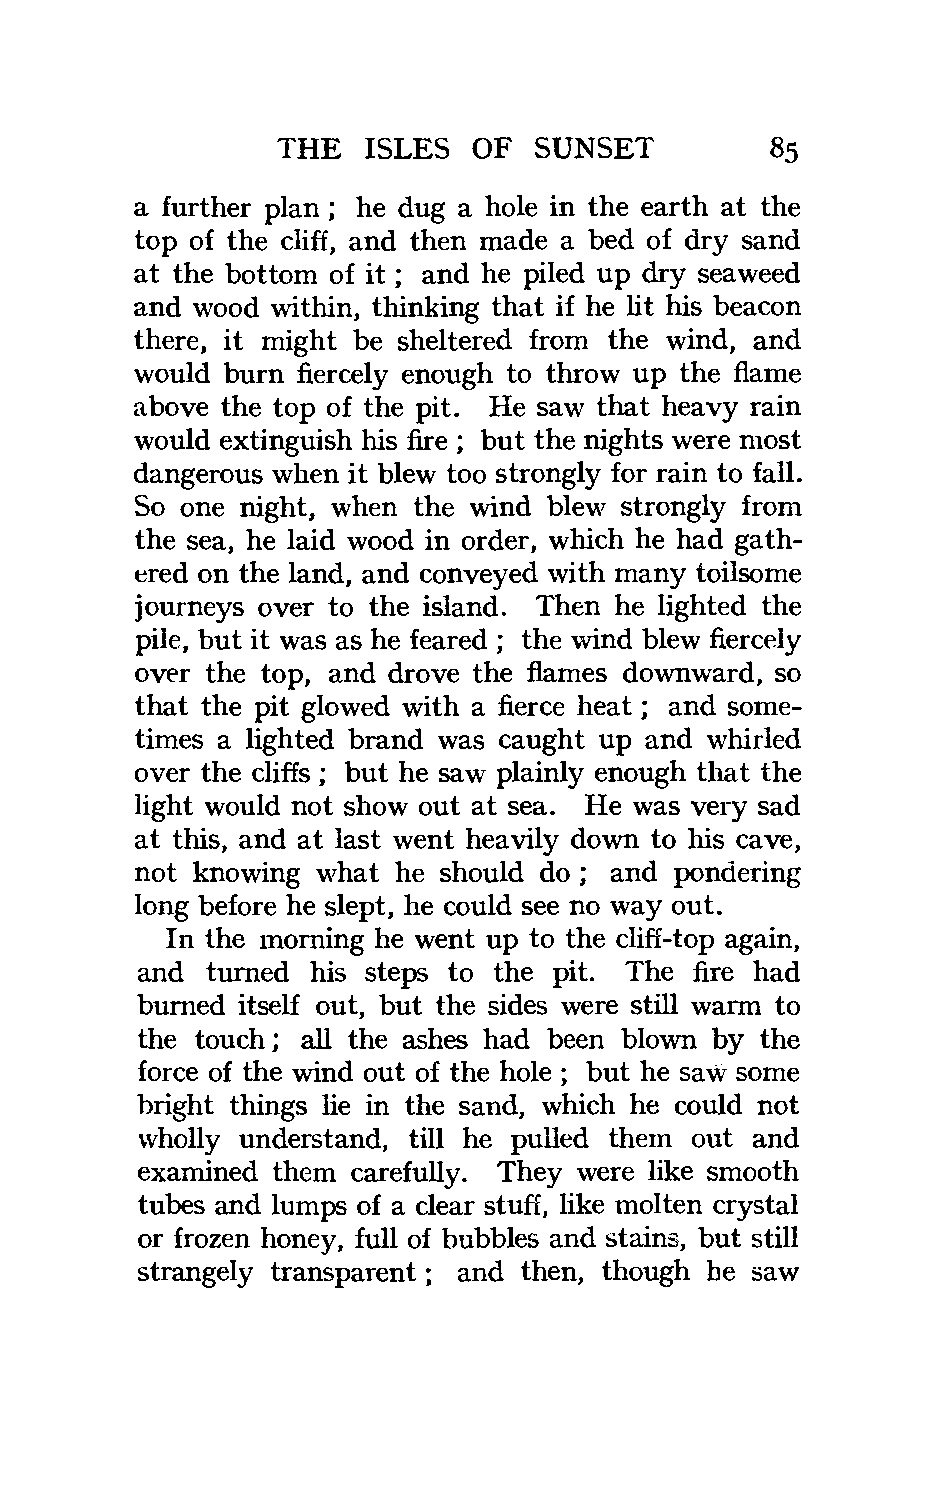 THE ISLES OF SUNSET 85
a further plan ; he dug a hole in the earth at the
top of the cliff, and then made a bed of dry sand
at the bottom of it ; and he piled up dry seaweed
and wood within, thinking that if he lit his beacon
there, it might be sheltered from the wind, and
would burn fiercely enough to throw up the flame
above the top of the pit. He saw that heavy rain
would extinguish his fire ; but the nights were most
dangerous when it blew too strongly for rain to fall.
So one night, when the wind blew strongly from
the sea, he laid wood in order, which he had gath-
ered on the land, and conveyed with many toilsome
journeys over to the island. Then he lighted the
pile, but it was as he feared ; the wind blew fiercely
over the top, and drove the flames downward, so
that the pit glowed with a fierce heat ; and some-
times a lighted brand was caught up and whirled
over the cliffs ; but he saw plainly enough that the
light would not show out at sea. He was very sad
at this, and at last went heavily down to his cave,
not knowing what he should do ; and pondering
long before he slept, he could see no way out.
In the morning he went up to the cliff-top again,
and turned his steps to the pit. The fire had
burned itself out, but the sides were still warm to
the touch ; all the ashes had been blown by the
force of the wind out of the hole ; but he saw some
bright things lie in the sand, which he could not
wholly understand, till he pulled them out and
examined them carefully. They were like smooth
tubes and lumps of a clear stuff, like molten crystal
or frozen honey, full of bubbles and stains, but still
strangely transparent ; and then, though he saw